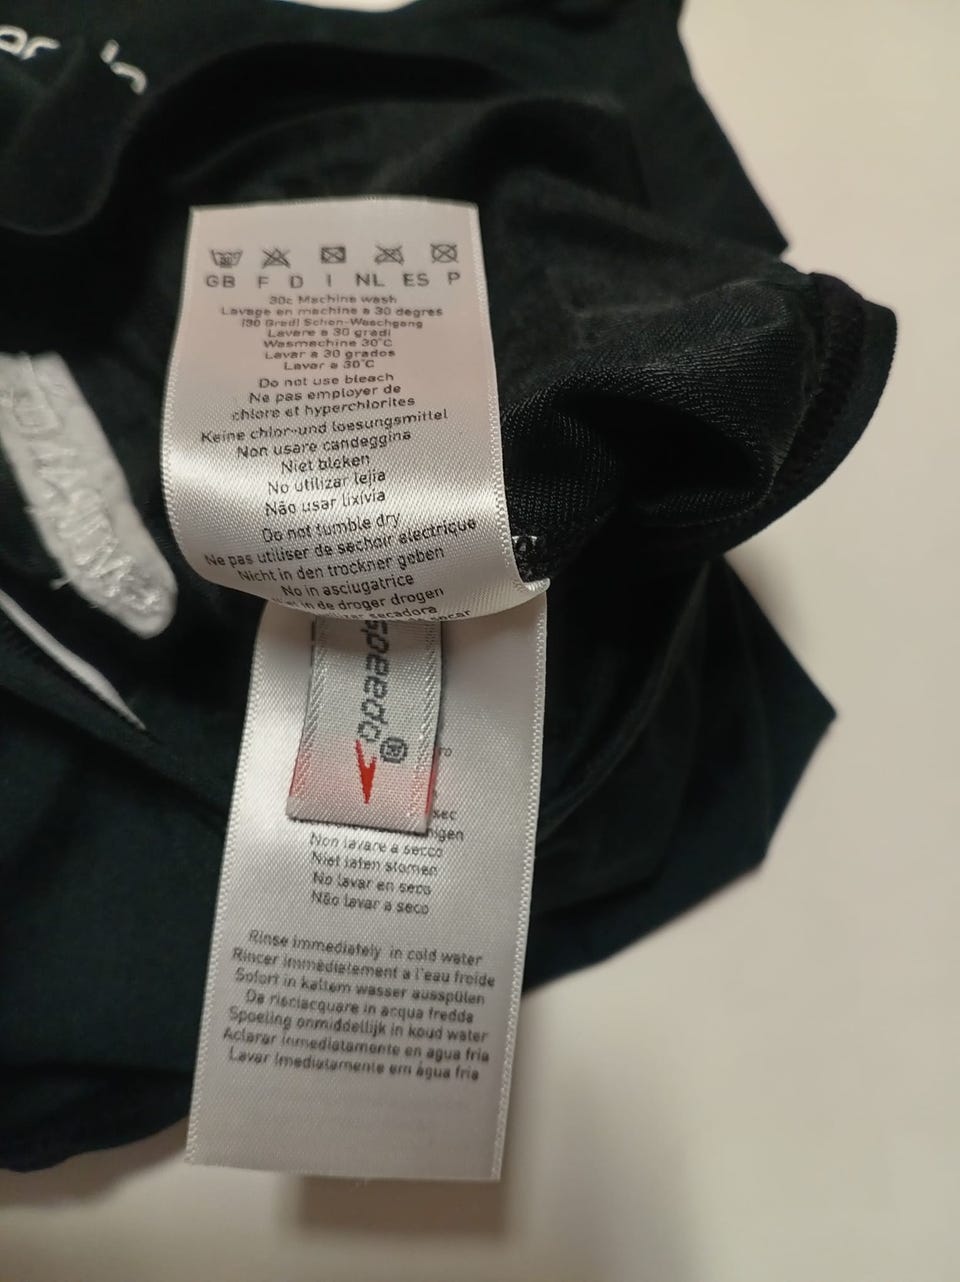 GB F D I NL ES P
30c Machine wash
Lavage en machine a 30 degres
(30 Grad) Schon-Waschgang
Lavare a 30 gradi
Wasmachine 30°C
Lavar a 30 grados
Lavar a 30°C
Do not use bleach
Ne pas employer de
chlore et hyperchlorites
Keine chlor-und loesungsmittel
Non usare candeggina
Niet bleken
No utilizar lejia
Não usar lixivia
Do not tumble dry
Ne pas utiliser de sechoir electrique
Nicht in den trockner geben
No in asciugatrice
in de droger drogen
secadora
secar
speedo®
sec
Non lavare a secco
Niet laten stomen
No lavar en seco
Não lavar a seco
Rinse immediately in cold water
Rincer immèdiatement a l'eau froide
Sofort in kaltem wasser ausspülen
Da risciacquare in acqua fredda
Spoeling onmiddellijk in koud water
Aclarar inmediatamente en agua fria
Lavar Imediatamente em água fria